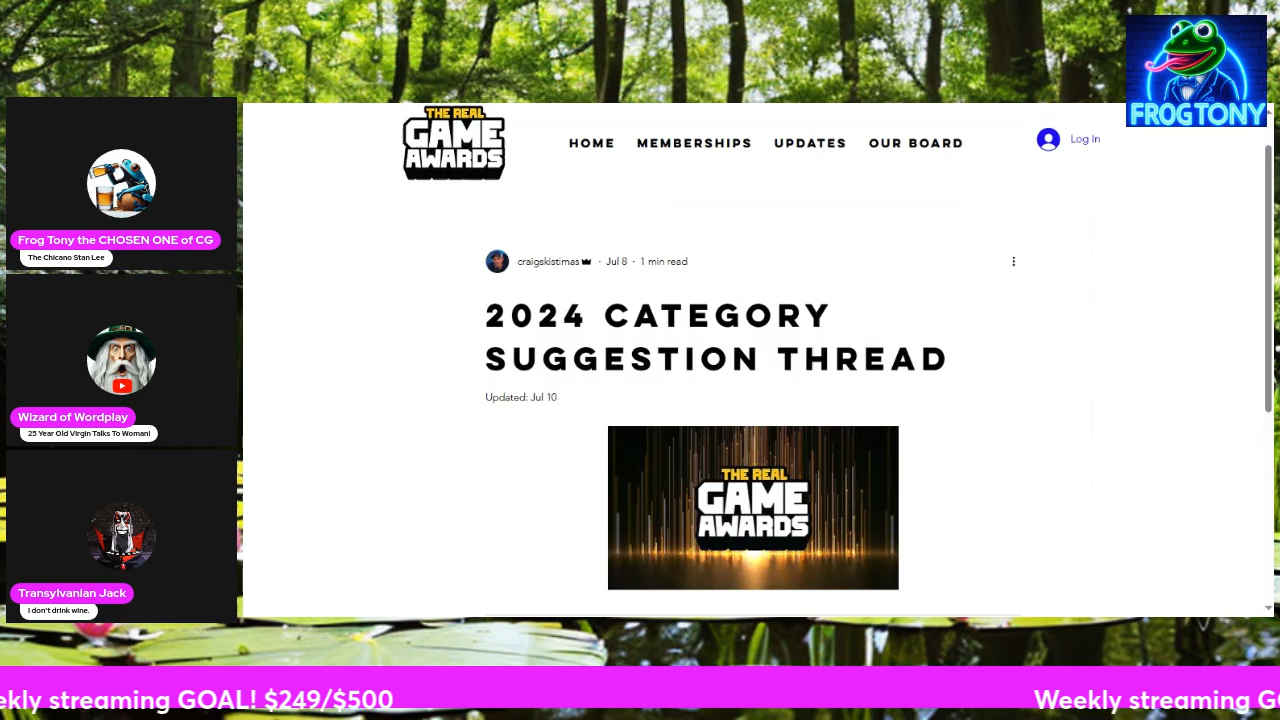 FROGTONY
THE REAL
GAME
AWARDS
HOME
MEMBERSHIPS
UPDATES
OUR BOARD
Log In
Frog Tony the CHOSEN ONE of CG
The Chicano Stan Lee
Wizard of Wordplay
25 Year Old Virgin Talks To Woman!
Transylvanian Jack
I don't drink wine.
craigskistimas · Jul 8 · 1 min read
2024 CATEGORY
SUGGESTION THREAD
Updated: Jul 10
THE REAL
GAME
AWARDS
ekly streaming GOAL! $249/$500
Weekly streaming G